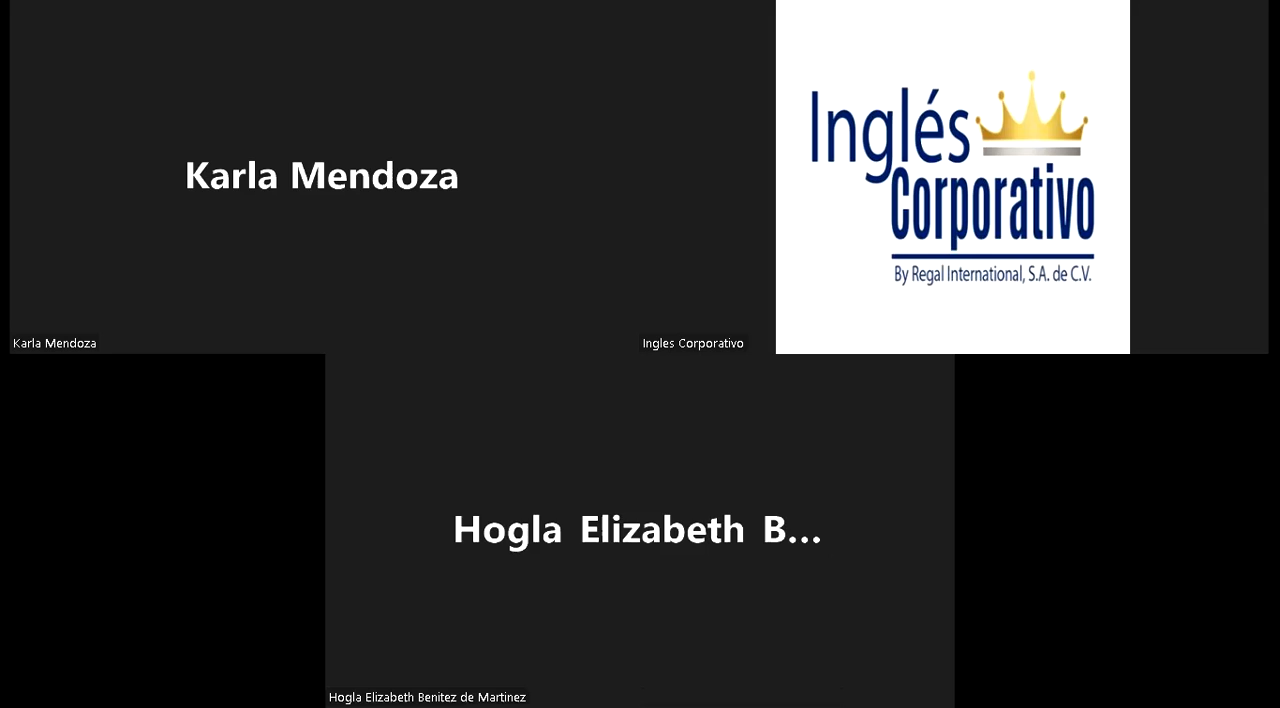 Karla Mendoza
Karla Mendoza
Inglés
Corporativo
By Regal International, S.A. de C.V.
Ingles Corporativo
Hogla Elizabeth B...
Hogla Elizabeth Benitez de Martinez